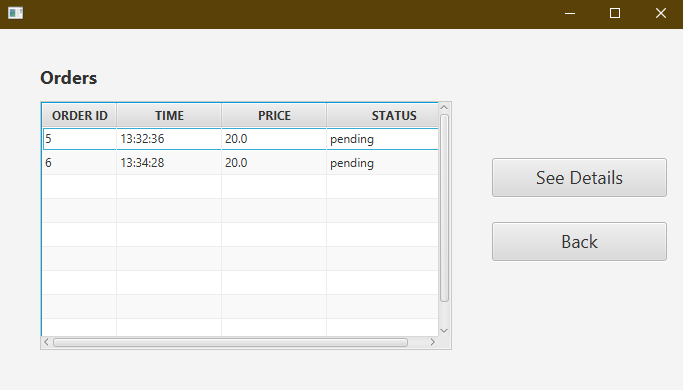 Orders
ORDER ID TIME PRICE STATUS
5 13:32:36 20.0 pending
6 13:34:28 20.0 pending
See Details
Back